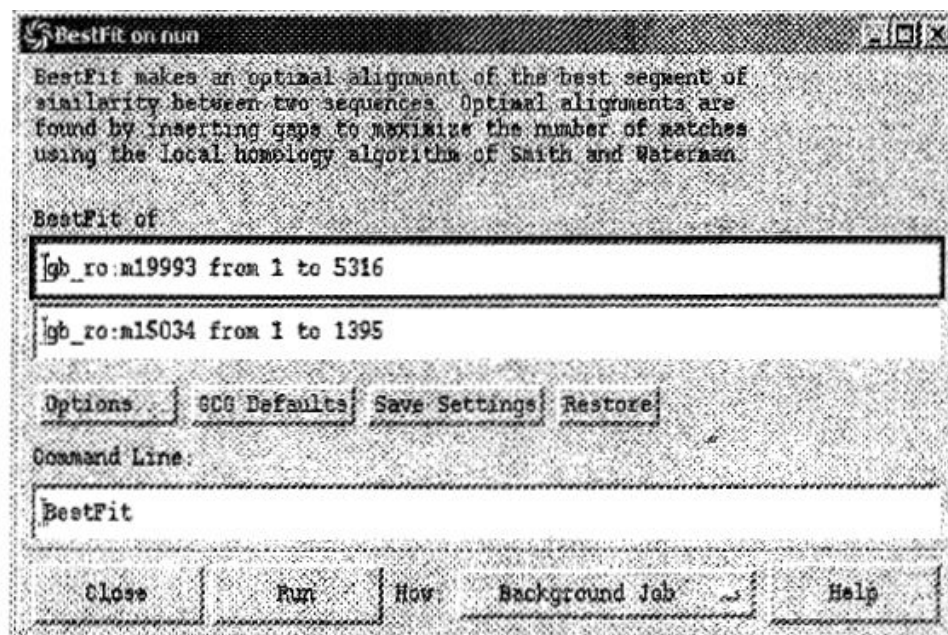 BestFit on nun
BestFit makes an optimal alignment of the best segment of
similarity between two sequences. Optimal alignments are
found by inserting gaps to maximize the number of matches
using the local homology algorithm of Smith and Waterman.
BestFit of
gb_ro:m19993 from 1 to 5316
gb_ro:m15034 from 1 to 1395
Options... GCG Defaults Save Settings Restore
Command Line:
BestFit
Close Run How: Background Job Help